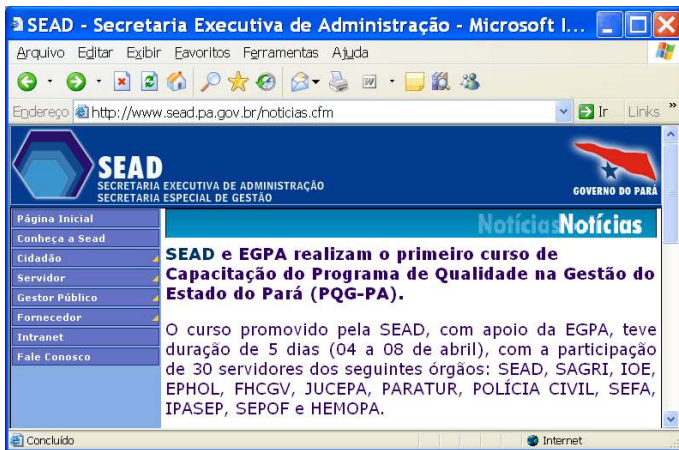 SEAD - Secretaria Executiva de Administração - Microsoft I...
Arquivo Editar Exibir Favoritos Ferramentas Ajuda
Endereço http://www.sead.pa.gov.br/noticias.cfm Ir Links »
SEAD
SECRETARIA EXECUTIVA DE ADMINISTRAÇÃO
SECRETARIA ESPECIAL DE GESTÃO
GOVERNO DO PARÁ
Página Inicial
Conheça a Sead
Cidadão
Servidor
Gestor Público
Fornecedor
Intranet
Fale Conosco
Notícias Notícias
SEAD e EGPA realizam o primeiro curso de
Capacitação do Programa de Qualidade na Gestão do
Estado do Pará (PQG-PA).
O curso promovido pela SEAD, com apoio da EGPA, teve
duração de 5 dias (04 a 08 de abril), com a participação
de 30 servidores dos seguintes órgãos: SEAD, SAGRI, IOE,
EPHOL, FHCGV, JUCEPA, PARATUR, POLÍCIA CIVIL, SEFA,
IPASEP, SEPOF e HEMOPA.
Concluído Internet